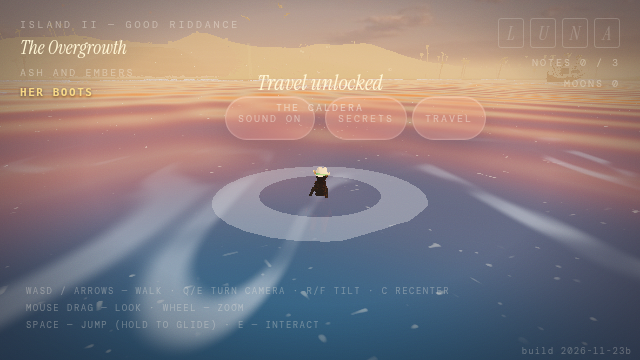 ISLAND II — GOOD RIDDANCE
The Overgrowth
ASH AND EMBERS
HER BOOTS
L U N A
NOTES 0 / 3
MOONS 0
Travel unlocked
THE CALDERA
SOUND ON
SECRETS
TRAVEL
WASD / ARROWS — WALK · Q/E TURN CAMERA · R/F TILT · C RECENTER
MOUSE DRAG — LOOK · WHEEL — ZOOM
SPACE — JUMP (HOLD TO GLIDE) · E — INTERACT
build 2026-11-23b